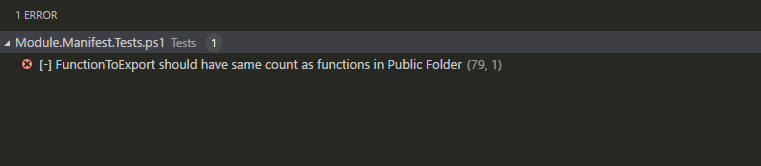 1 ERROR
Module.Manifest.Tests.ps1 Tests 1
[-] FunctionToExport should have same count as functions in Public Folder (79, 1)